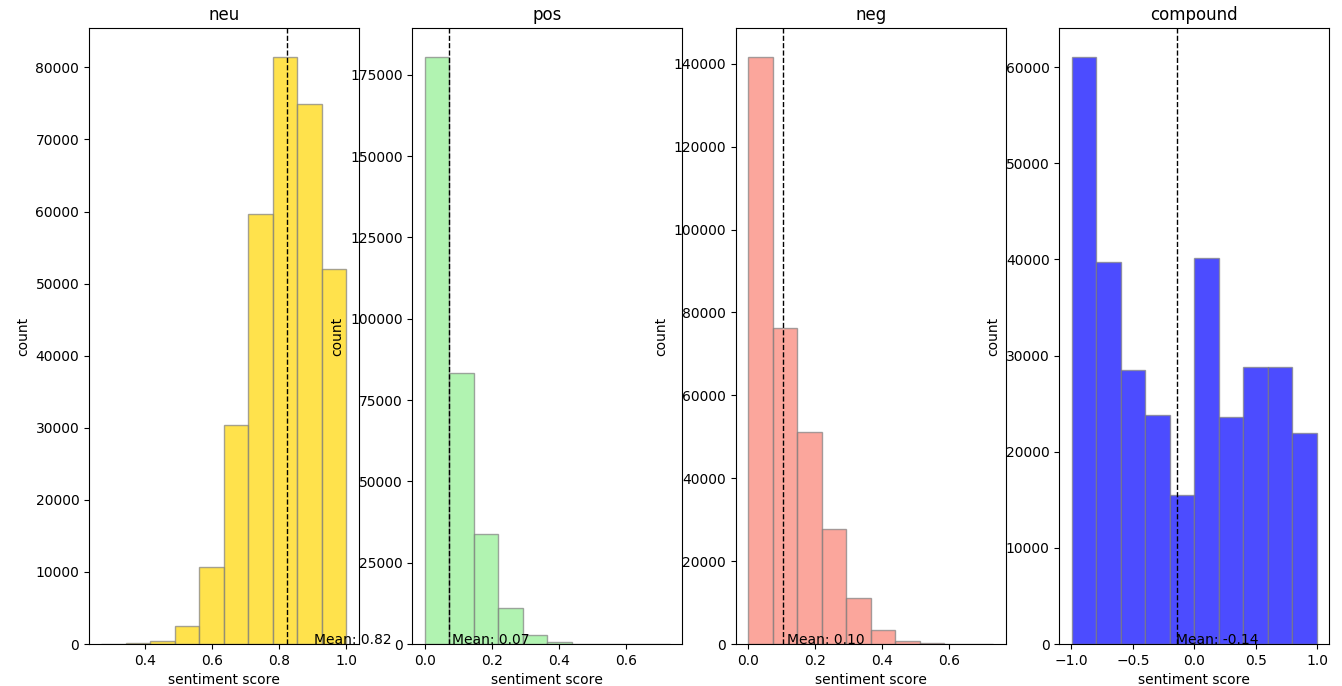 neu
80000
70000
60000
50000
40000
30000
20000
10000
0
count
0.4 0.6 0.8 1.0
sentiment score
Mean: 0.82
pos
175000
150000
125000
100000
75000
50000
25000
0
count
0.0 0.2 0.4 0.6
sentiment score
Mean: 0.07
neg
140000
120000
100000
80000
60000
40000
20000
0
count
0.0 0.2 0.4 0.6
sentiment score
Mean: 0.10
compound
60000
50000
40000
30000
20000
10000
0
count
−1.0 −0.5 0.0 0.5 1.0
sentiment score
Mean: -0.14